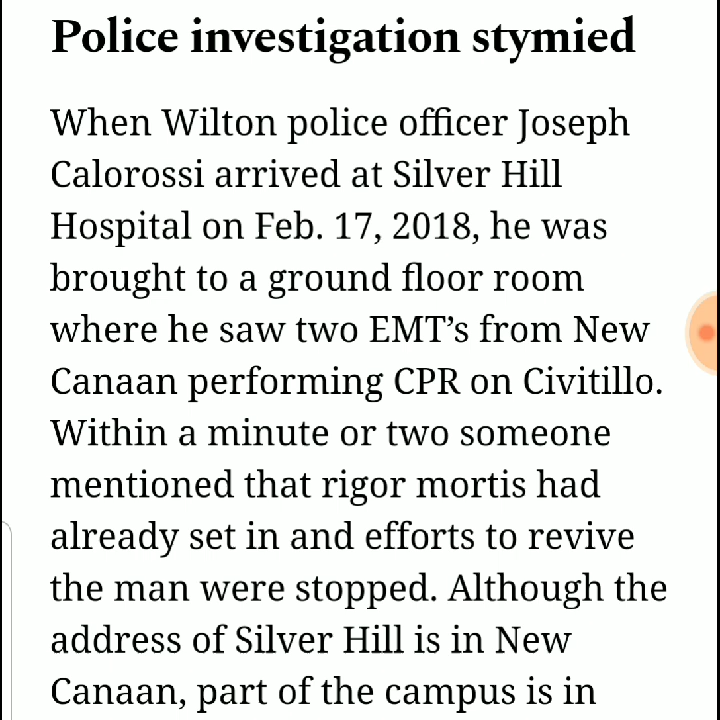 Police investigation stymied
When Wilton police officer Joseph
Calorossi arrived at Silver Hill
Hospital on Feb. 17, 2018, he was
brought to a ground floor room
where he saw two EMT’s from New
Canaan performing CPR on Civitillo.
Within a minute or two someone
mentioned that rigor mortis had
already set in and efforts to revive
the man were stopped. Although the
address of Silver Hill is in New
Canaan, part of the campus is in